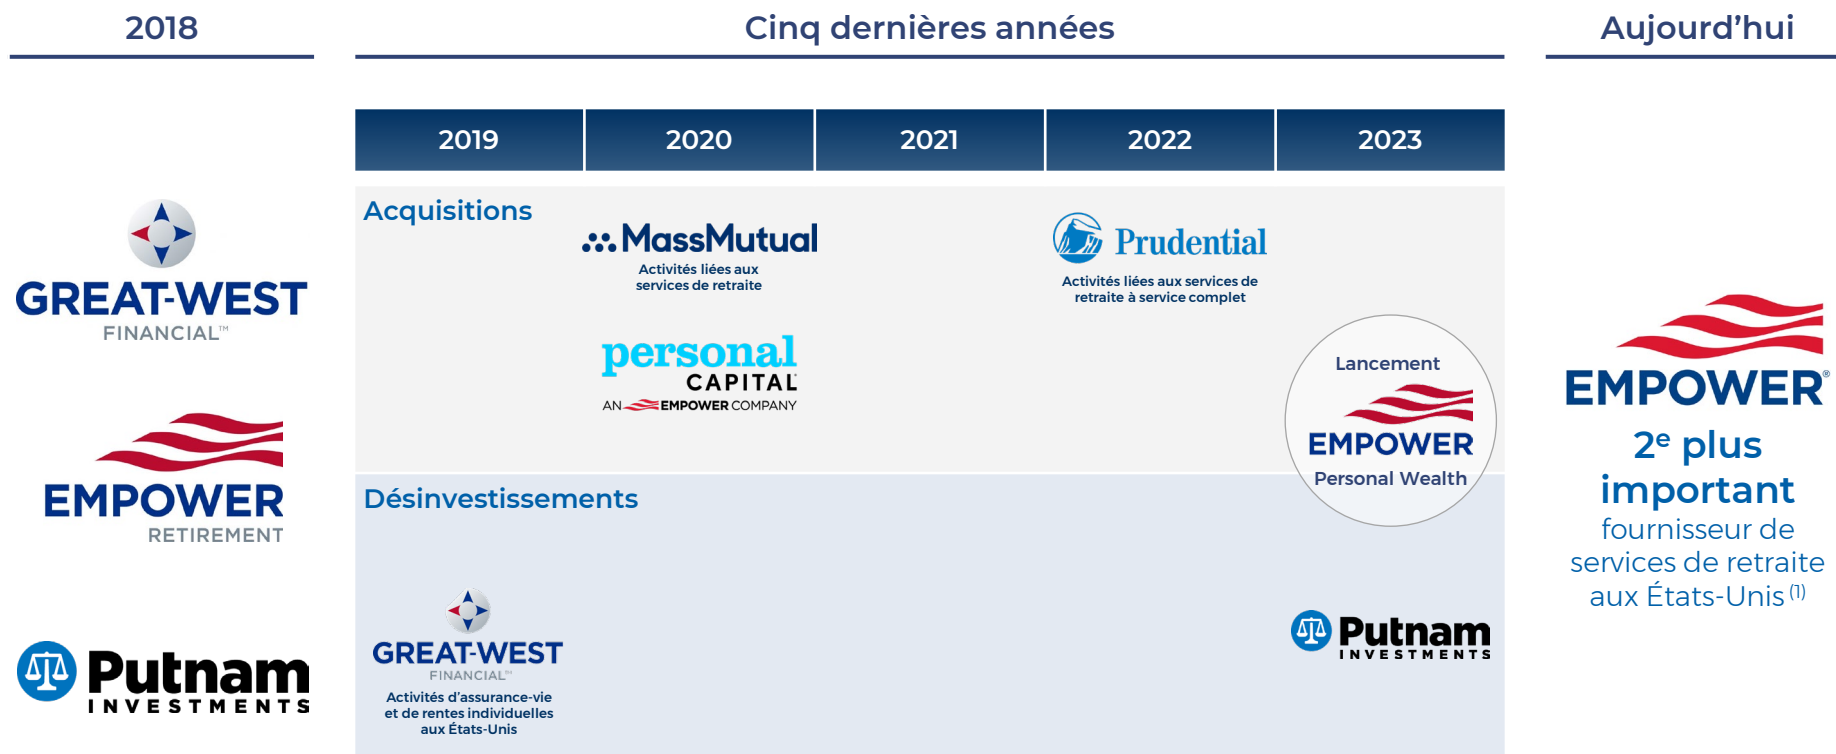 2018
Cinq dernières années
Aujourd’hui
2019
2020
2021
2022
2023
GREAT-WEST
FINANCIAL™
EMPOWER
RETIREMENT
Putnam
INVESTMENTS
Acquisitions
MassMutual
Activités liées aux
services de retraite
personal
CAPITAL
AN EMPOWER COMPANY
Prudential
Activités liées aux services de
retraite à service complet
Lancement
EMPOWER
Personal Wealth
Désinvestissements
GREAT-WEST
FINANCIAL™
Activités d’assurance-vie
et de rentes individuelles
aux États-Unis
Putnam
INVESTMENTS
EMPOWER®
2e plus
important
fournisseur de
services de retraite
aux États-Unis (1)